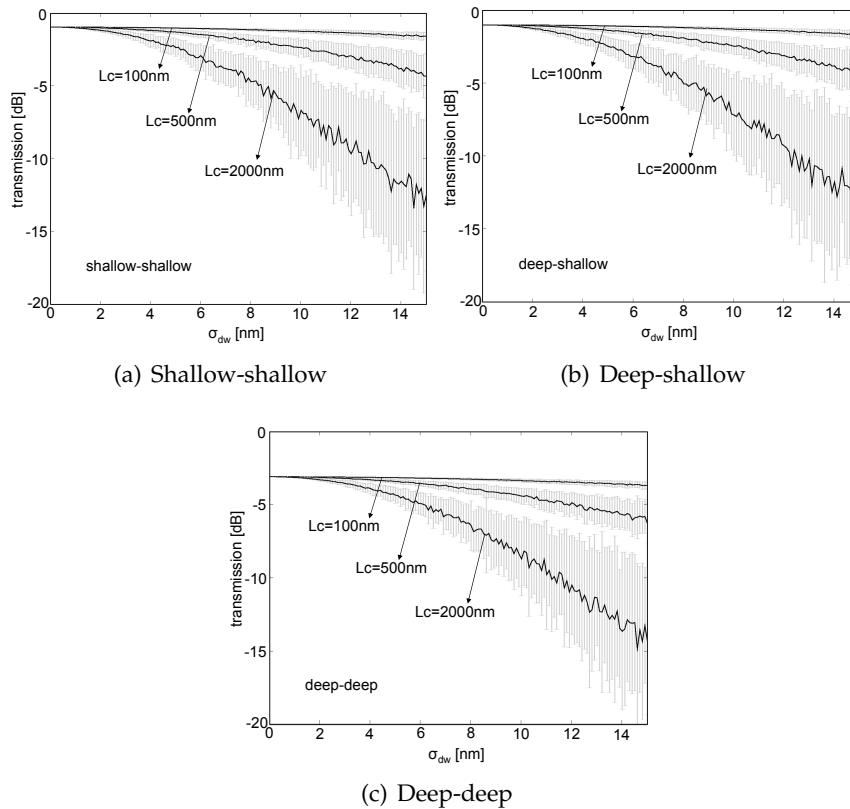 0
-5
-10
-15
-20
transmission [dB]
Lc=100nm
Lc=500nm
Lc=2000nm
shallow-shallow
0 2 4 6 8 10 12 14
σdw [nm]
(a) Shallow-shallow
0
-5
-10
-15
-20
transmission [dB]
Lc=100nm
Lc=500nm
Lc=2000nm
deep-shallow
0 2 4 6 8 10 12 14
σdw [nm]
(b) Deep-shallow
0
-5
-10
-15
-20
transmission [dB]
Lc=100nm
Lc=500nm
Lc=2000nm
deep-deep
0 2 4 6 8 10 12 14
σdw [nm]
(c) Deep-deep